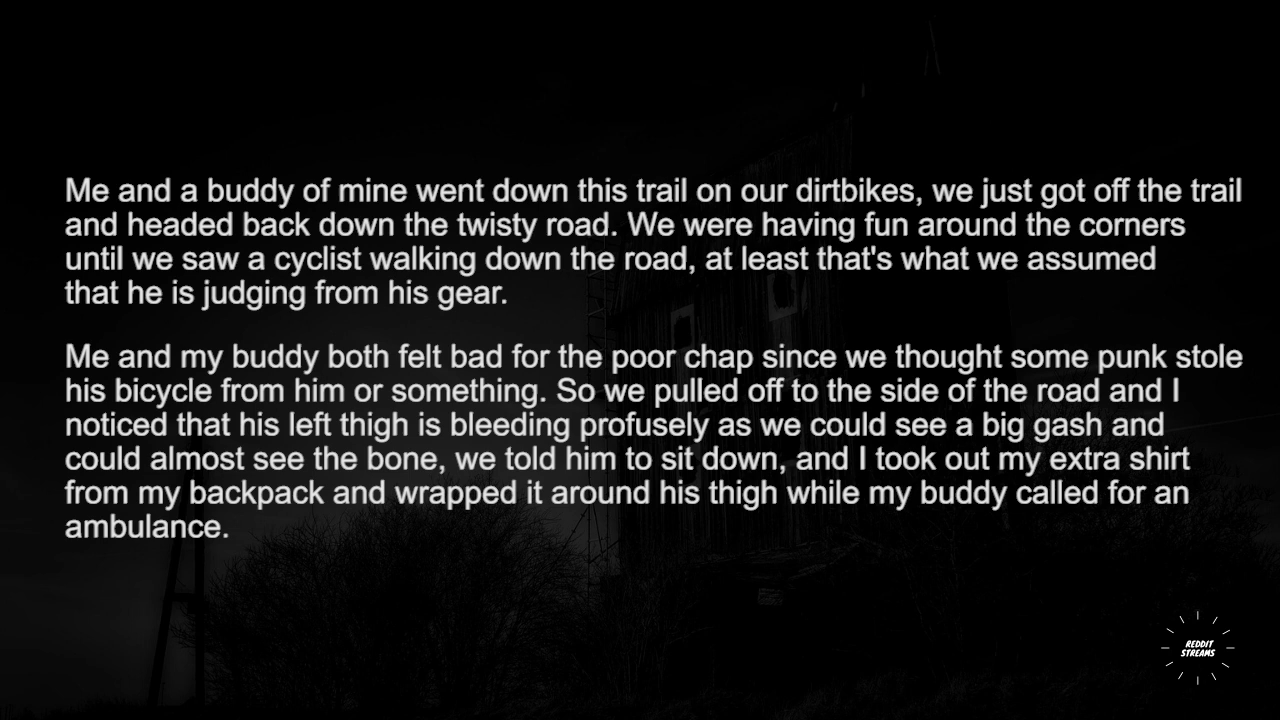 Me and a buddy of mine went down this trail on our dirtbikes, we just got off the trail
and headed back down the twisty road. We were having fun around the corners
until we saw a cyclist walking down the road, at least that's what we assumed
that he is judging from his gear.
Me and my buddy both felt bad for the poor chap since we thought some punk stole
his bicycle from him or something. So we pulled off to the side of the road and I
noticed that his left thigh is bleeding profusely as we could see a big gash and
could almost see the bone, we told him to sit down, and I took out my extra shirt
from my backpack and wrapped it around his thigh while my buddy called for an
ambulance.
REDDIT
STREAMS